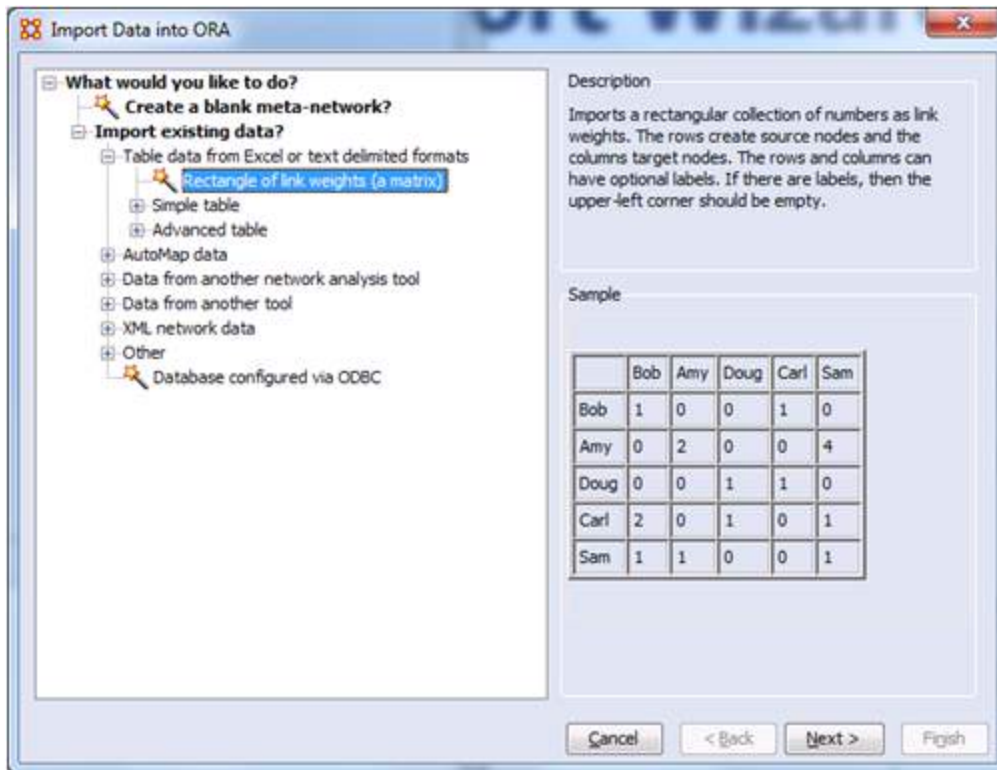 ort Wizar
Import Data into ORA
x
What would you like to do?
Create a blank meta-network?
Import existing data?
Table data from Excel or text delimited formats
Rectangle of link weights (a matrix)
Simple table
Advanced table
AutoMap data
Data from another network analysis tool
Data from another tool
XML network data
Other
Database configured via ODBC
Description
Imports a rectangular collection of numbers as link
weights. The rows create source nodes and the
columns target nodes. The rows and columns can
have optional labels. If there are labels, then the
upper-left corner should be empty.
Sample
Bob Amy Doug Carl Sam
Bob 1 0 0 1 0
Amy 0 2 0 0 4
Doug 0 0 1 1 0
Carl 2 0 1 0 1
Sam 1 1 0 0 1
Cancel < Back Next > Finish